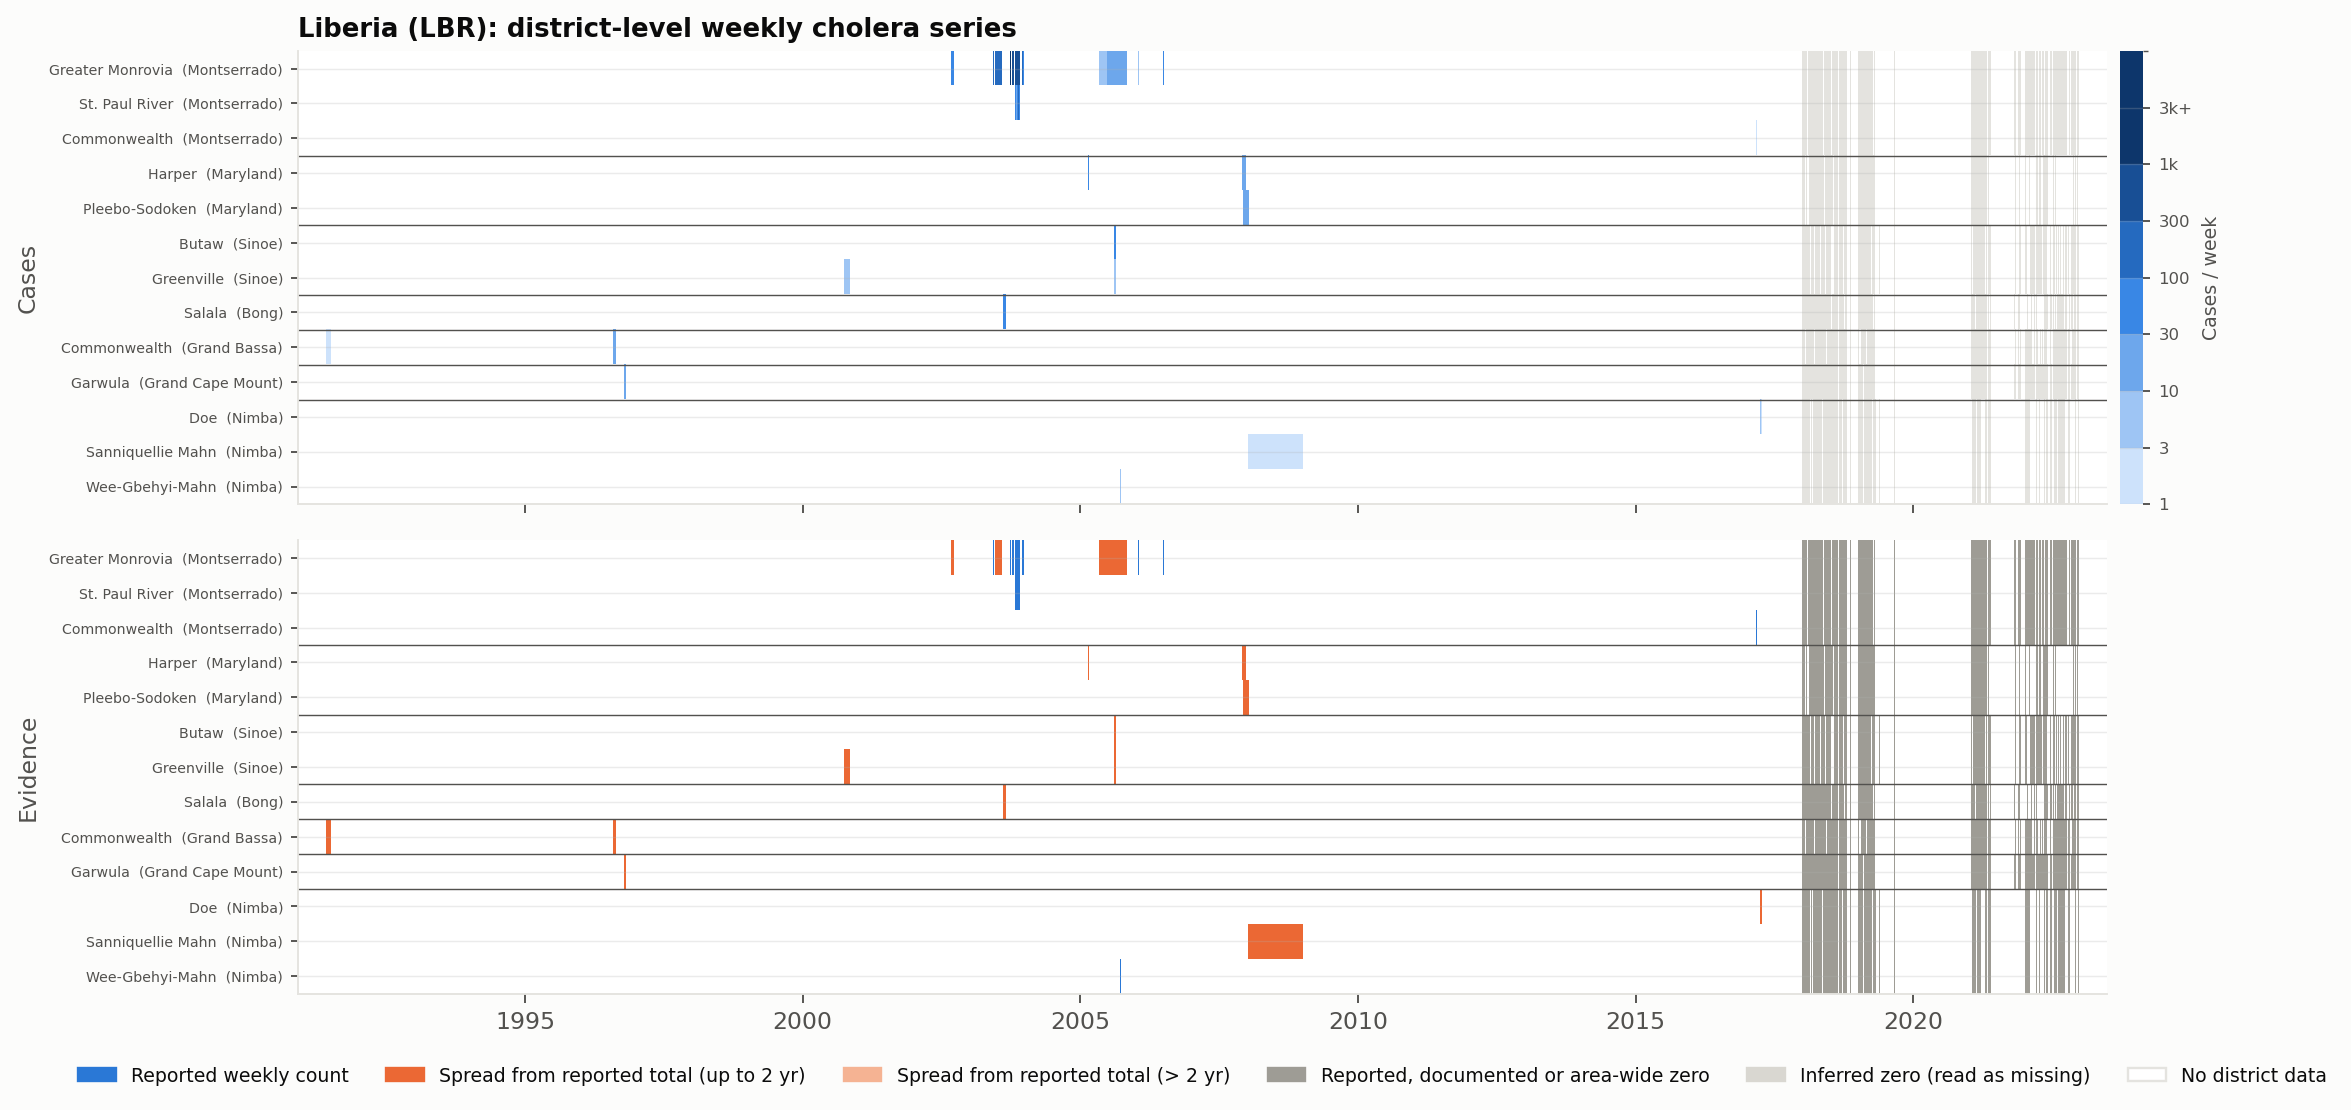 Liberia (LBR): district-level weekly cholera series
Cases
Greater Monrovia (Montserrado)
St. Paul River (Montserrado)
Commonwealth (Montserrado)
Harper (Maryland)
Pleebo-Sodoken (Maryland)
Butaw (Sinoe)
Greenville (Sinoe)
Salala (Bong)
Commonwealth (Grand Bassa)
Garwula (Grand Cape Mount)
Doe (Nimba)
Sanniquellie Mahn (Nimba)
Wee-Gbehyi-Mahn (Nimba)
3k+
1k
300
100
30
10
3
1
Cases / week
Evidence
Greater Monrovia (Montserrado)
St. Paul River (Montserrado)
Commonwealth (Montserrado)
Harper (Maryland)
Pleebo-Sodoken (Maryland)
Butaw (Sinoe)
Greenville (Sinoe)
Salala (Bong)
Commonwealth (Grand Bassa)
Garwula (Grand Cape Mount)
Doe (Nimba)
Sanniquellie Mahn (Nimba)
Wee-Gbehyi-Mahn (Nimba)
1995 2000 2005 2010 2015 2020
Reported weekly count Spread from reported total (up to 2 yr) Spread from reported total (> 2 yr) Reported, documented or area-wide zero Inferred zero (read as missing) No district data